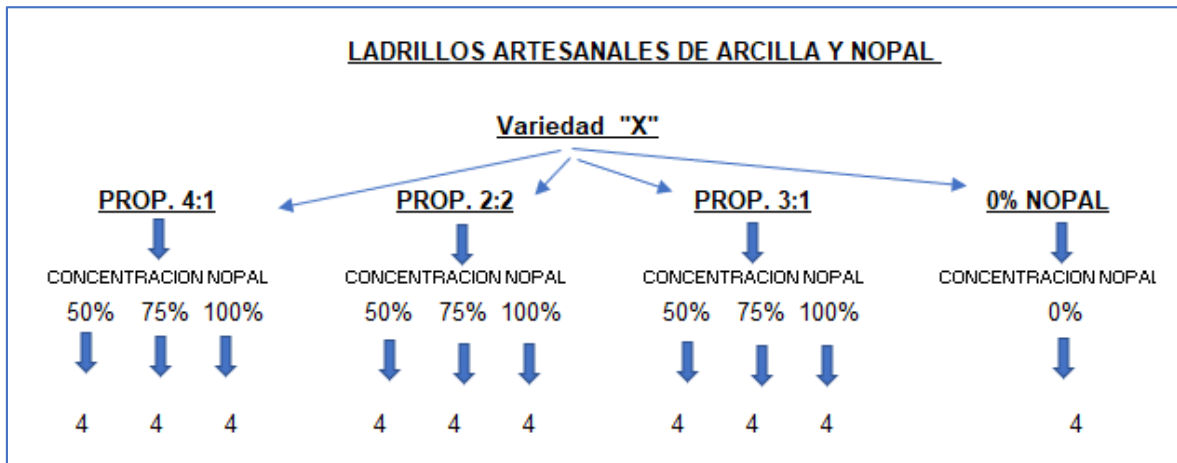 LADRILLOS ARTESANALES DE ARCILLA Y NOPAL
Variedad "X"
PROP. 4:1 PROP. 2:2 PROP. 3:1 0% NOPAL
CONCENTRACION NOPAL CONCENTRACION NOPAL CONCENTRACION NOPAL CONCENTRACION NOPAL
50% 75% 100% 50% 75% 100% 50% 75% 100% 0%
4 4 4 4 4 4 4 4 4 4